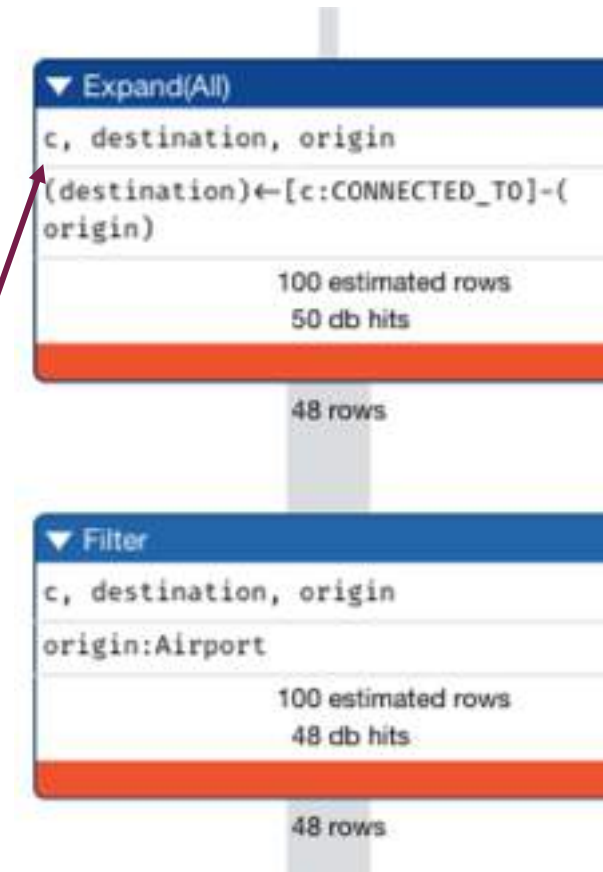 Expand(All)
c, destination, origin
(destination)←[c:CONNECTED_TO]-(
origin)
100 estimated rows
50 db hits
48 rows
Filter
c, destination, origin
origin:Airport
100 estimated rows
48 db hits
48 rows